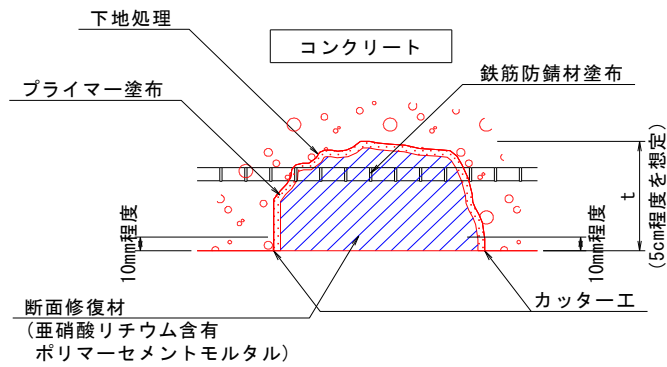 下地処理
コンクリート
プライマー塗布
鉄筋防錆材塗布
10mm程度
10mm程度
t
(5cm程度を想定)
断面修復材
(亜硝酸リチウム含有
ポリマーセメントモルタル)
カッター工